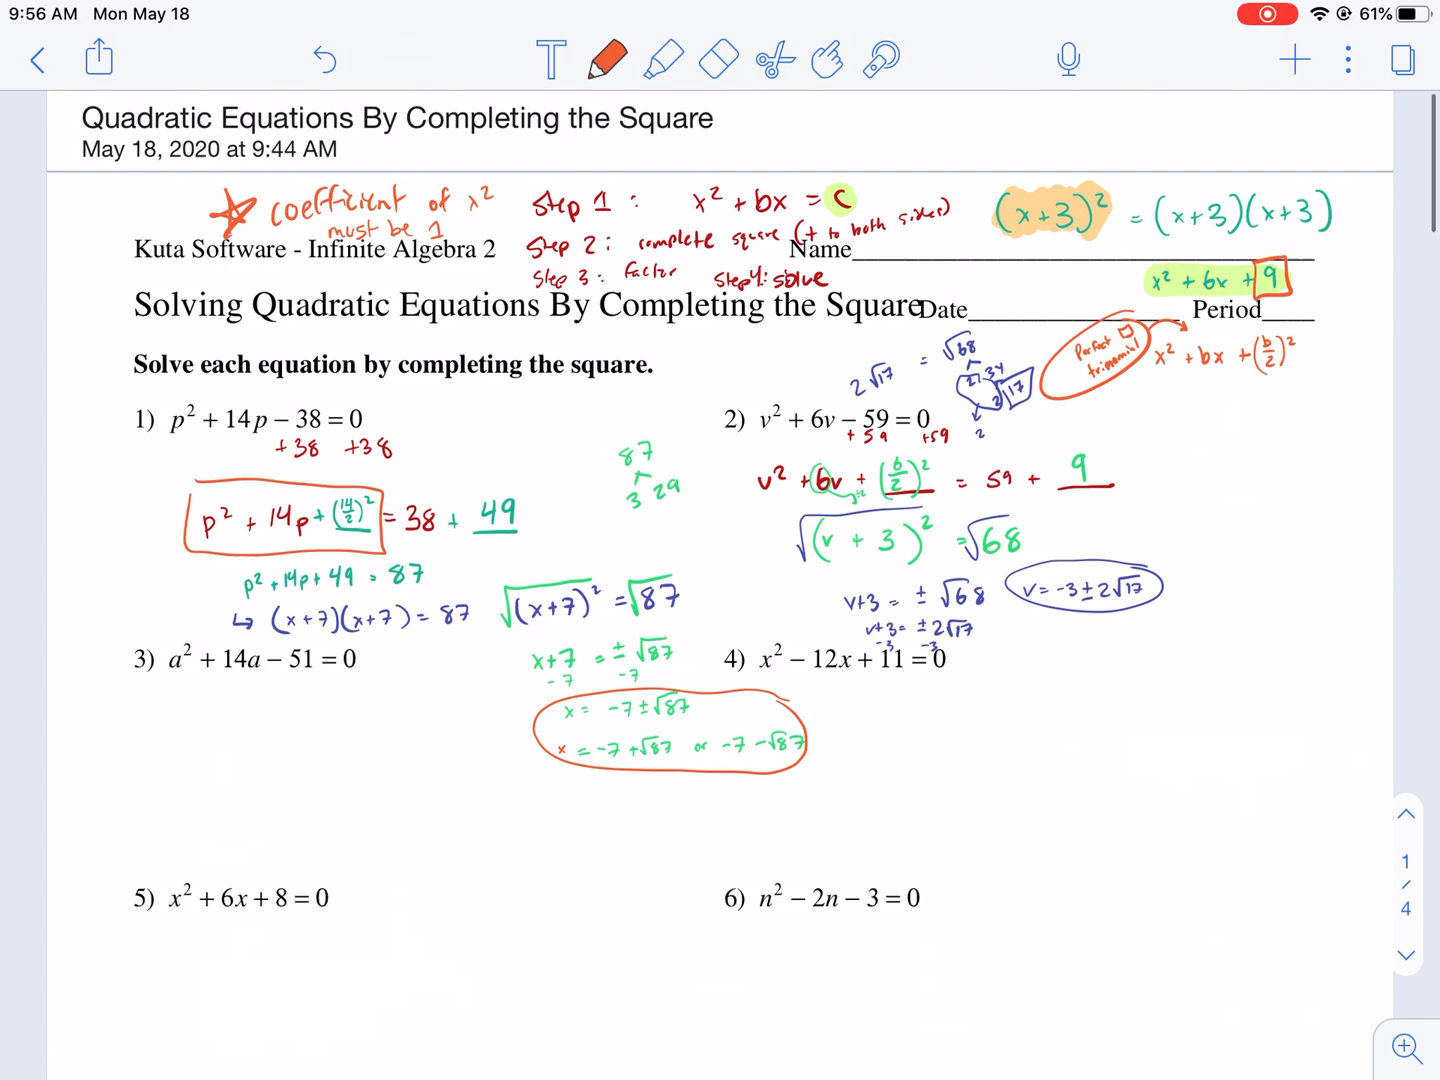 9:56 AM Mon May 18
61%
Quadratic Equations By Completing the Square
May 18, 2020 at 9:44 AM
coefficient of x²
must be 1
Step 1 : x² + bx = c
Step 2 : complete square (+ to both sides)
Step 3 : Factor Step 4: solve
(x+3)² = (x+3)(x+3)
x² + 6x + 9
Kuta Software - Infinite Algebra 2
Name
Solving Quadratic Equations By Completing the Square
Date Period
Perfect □ trinomial
x² + bx + (b/2)²
Solve each equation by completing the square.
2√17 = √68
2 34
2 17
2
1) p² + 14p − 38 = 0
+38 +38
p² + 14p + (14/2)² = 38 + 49
p² + 14p + 49 = 87
↳ (x+7)(x+7) = 87
√(x+7)² = √87
87
3 29
x+7 = ± √87
-7 -7
x = -7 ± √87
x = -7 + √87 or -7 - √87
2) v² + 6v − 59 = 0
+59 +59
v² + 6v + (b/2)² = 59 + 9
√(v + 3)² = √68
v+3 = ± √68
v+3 = ± 2√17
-3 -3
v = -3 ± 2√17
3) a² + 14a − 51 = 0
4) x² − 12x + 11 = 0
5) x² + 6x + 8 = 0
6) n² − 2n − 3 = 0
1
/
4